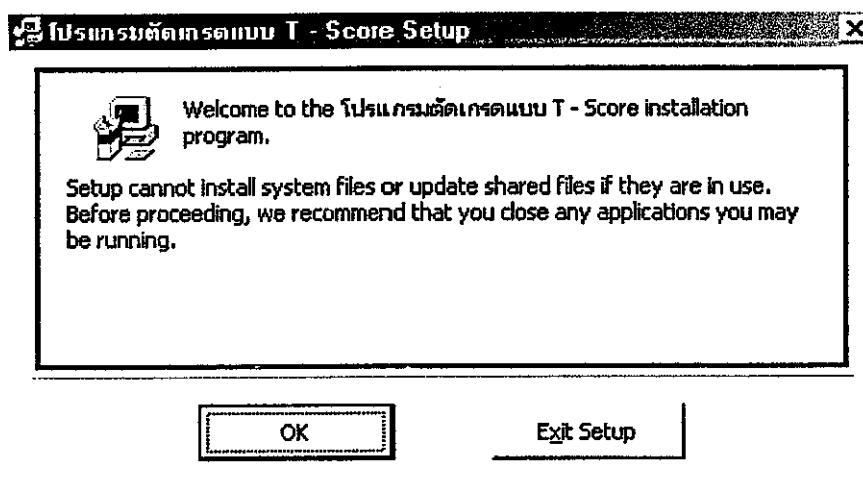 โปรแกรมตัดเกรดแบบ T - Score Setup
Welcome to the โปรแกรมตัดเกรดแบบ T - Score installation
program.
Setup cannot install system files or update shared files if they are in use.
Before proceeding, we recommend that you close any applications you may
be running.
OK
Exit Setup